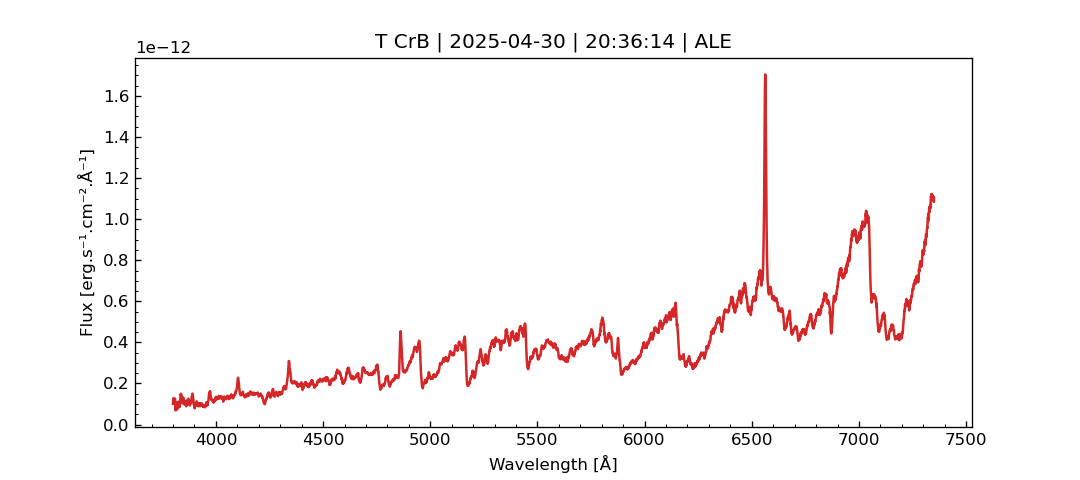 T CrB | 2025-04-30 | 20:36:14 | ALE
1e−12
1.6
1.4
1.2
1.0
0.8
0.6
0.4
0.2
0.0
Flux [erg.s⁻¹.cm⁻².Å⁻¹]
4000 4500 5000 5500 6000 6500 7000 7500
Wavelength [Å]